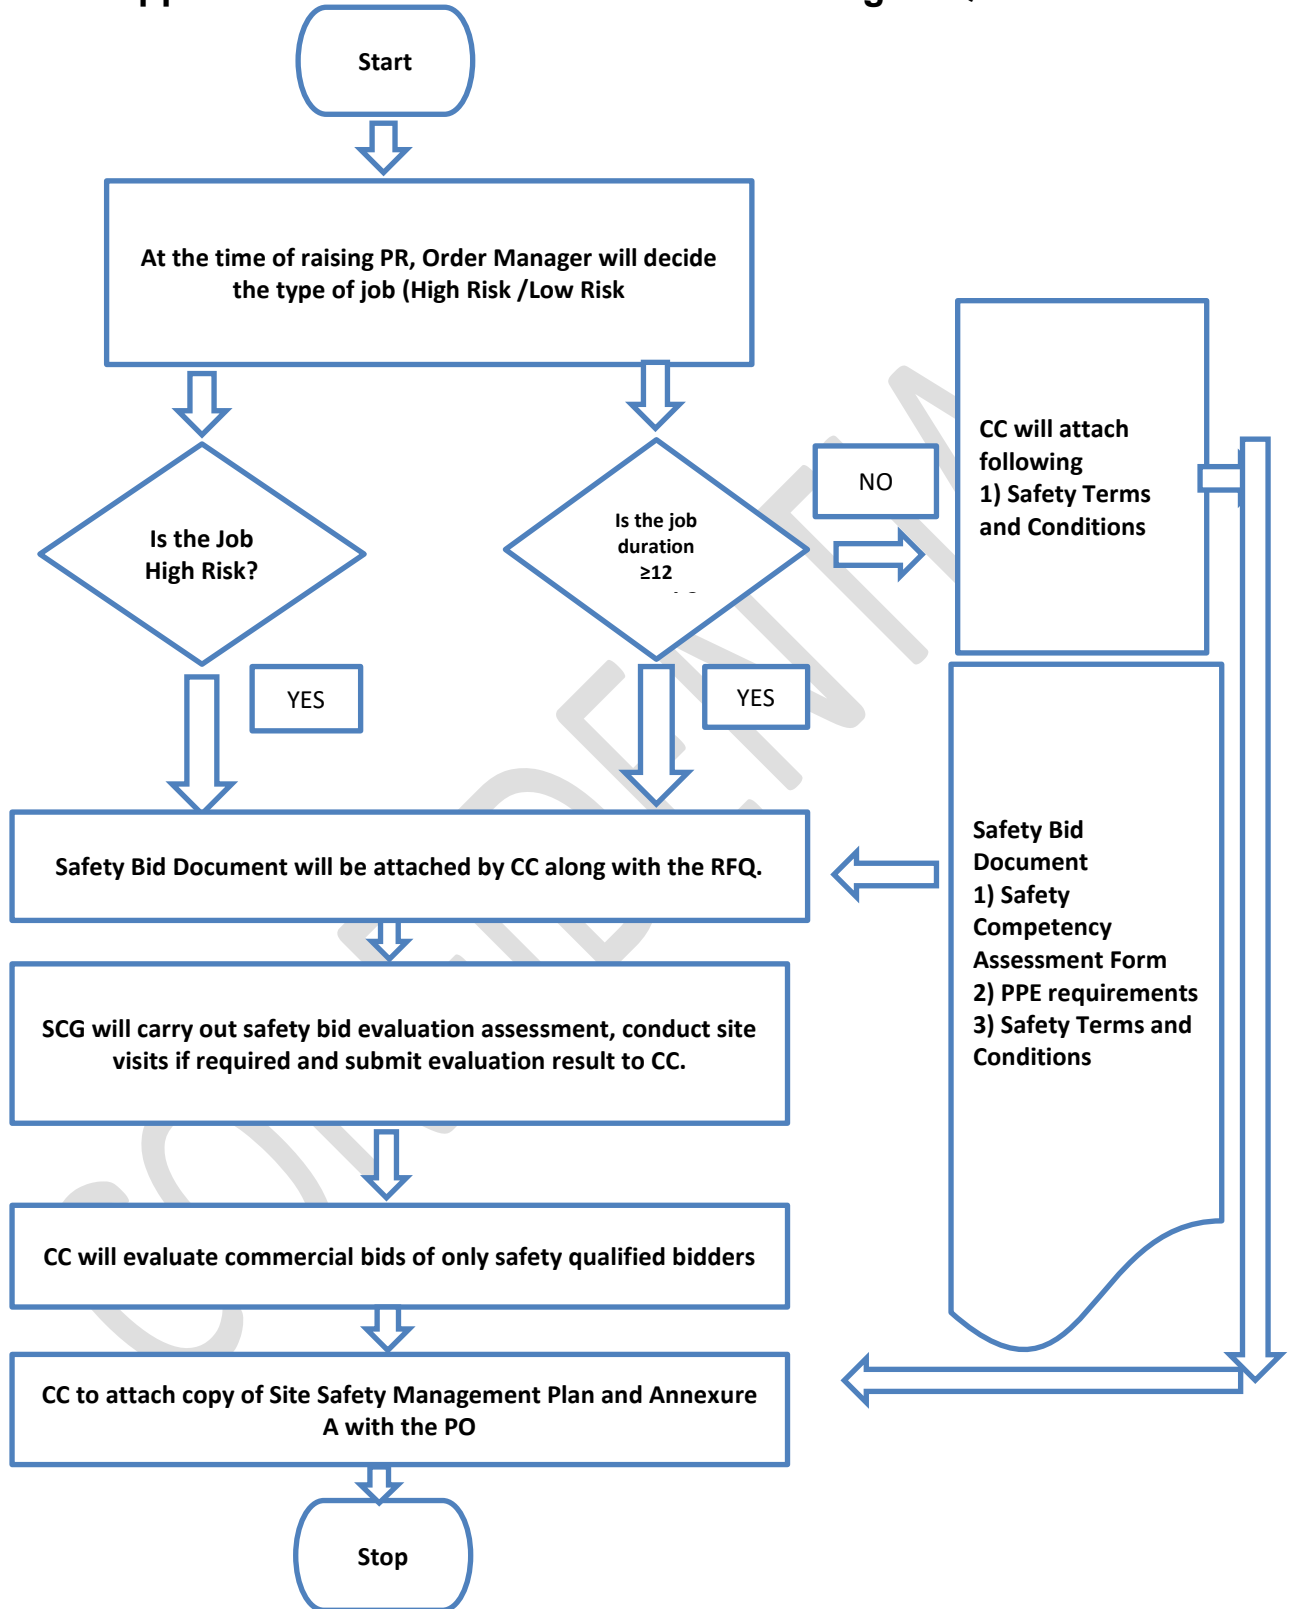 Start
At the time of raising PR, Order Manager will decide
the type of job (High Risk /Low Risk
Is the Job
High Risk?
Is the job
duration
≥12
NO
CC will attach
following
1) Safety Terms
and Conditions
YES
YES
Safety Bid Document will be attached by CC along with the RFQ.
Safety Bid
Document
1) Safety
Competency
Assessment Form
2) PPE requirements
3) Safety Terms and
Conditions
SCG will carry out safety bid evaluation assessment, conduct site
visits if required and submit evaluation result to CC.
CC will evaluate commercial bids of only safety qualified bidders
CC to attach copy of Site Safety Management Plan and Annexure
A with the PO
Stop